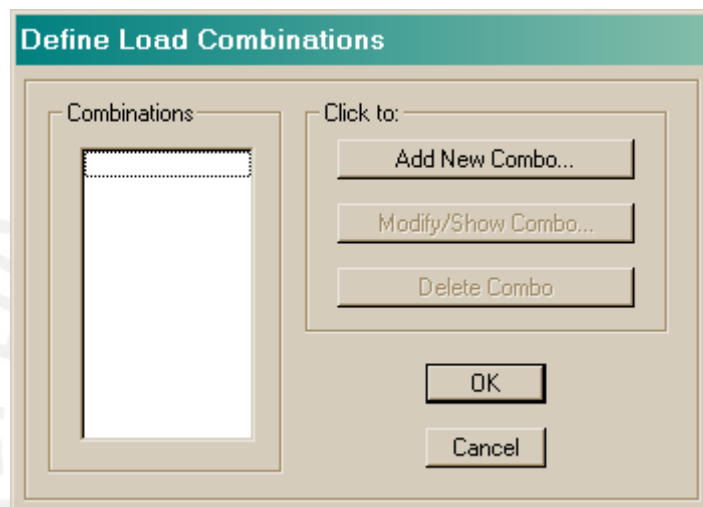 Define Load Combinations
Combinations
Click to:
Add New Combo...
Modify/Show Combo...
Delete Combo
OK
Cancel